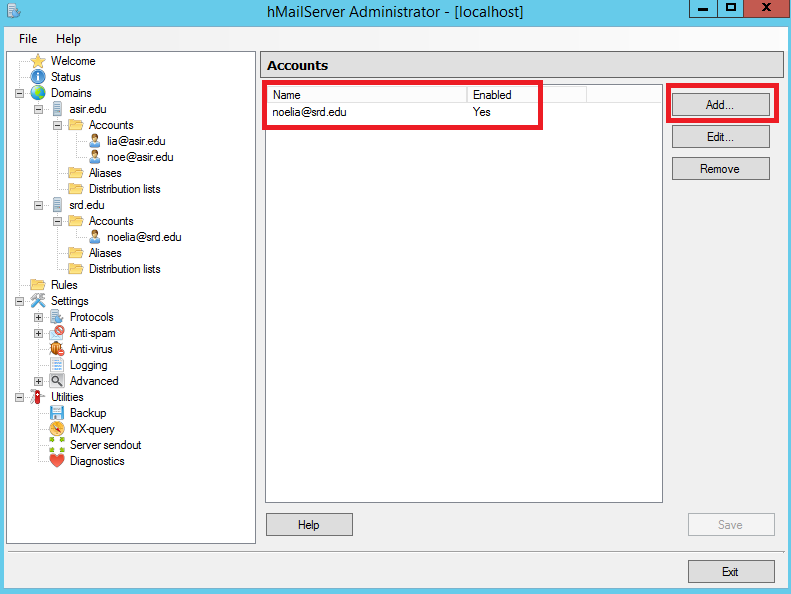 hMailServer Administrator - [localhost]
File Help
Welcome
Status
Domains
asir.edu
Accounts
lia@asir.edu
noe@asir.edu
Aliases
Distribution lists
srd.edu
Accounts
noelia@srd.edu
Aliases
Distribution lists
Rules
Settings
Protocols
Anti-spam
Anti-virus
Logging
Advanced
Utilities
Backup
MX-query
Server sendout
Diagnostics
Accounts
Name Enabled
noelia@srd.edu Yes
Add...
Edit...
Remove
Help
Save
Exit